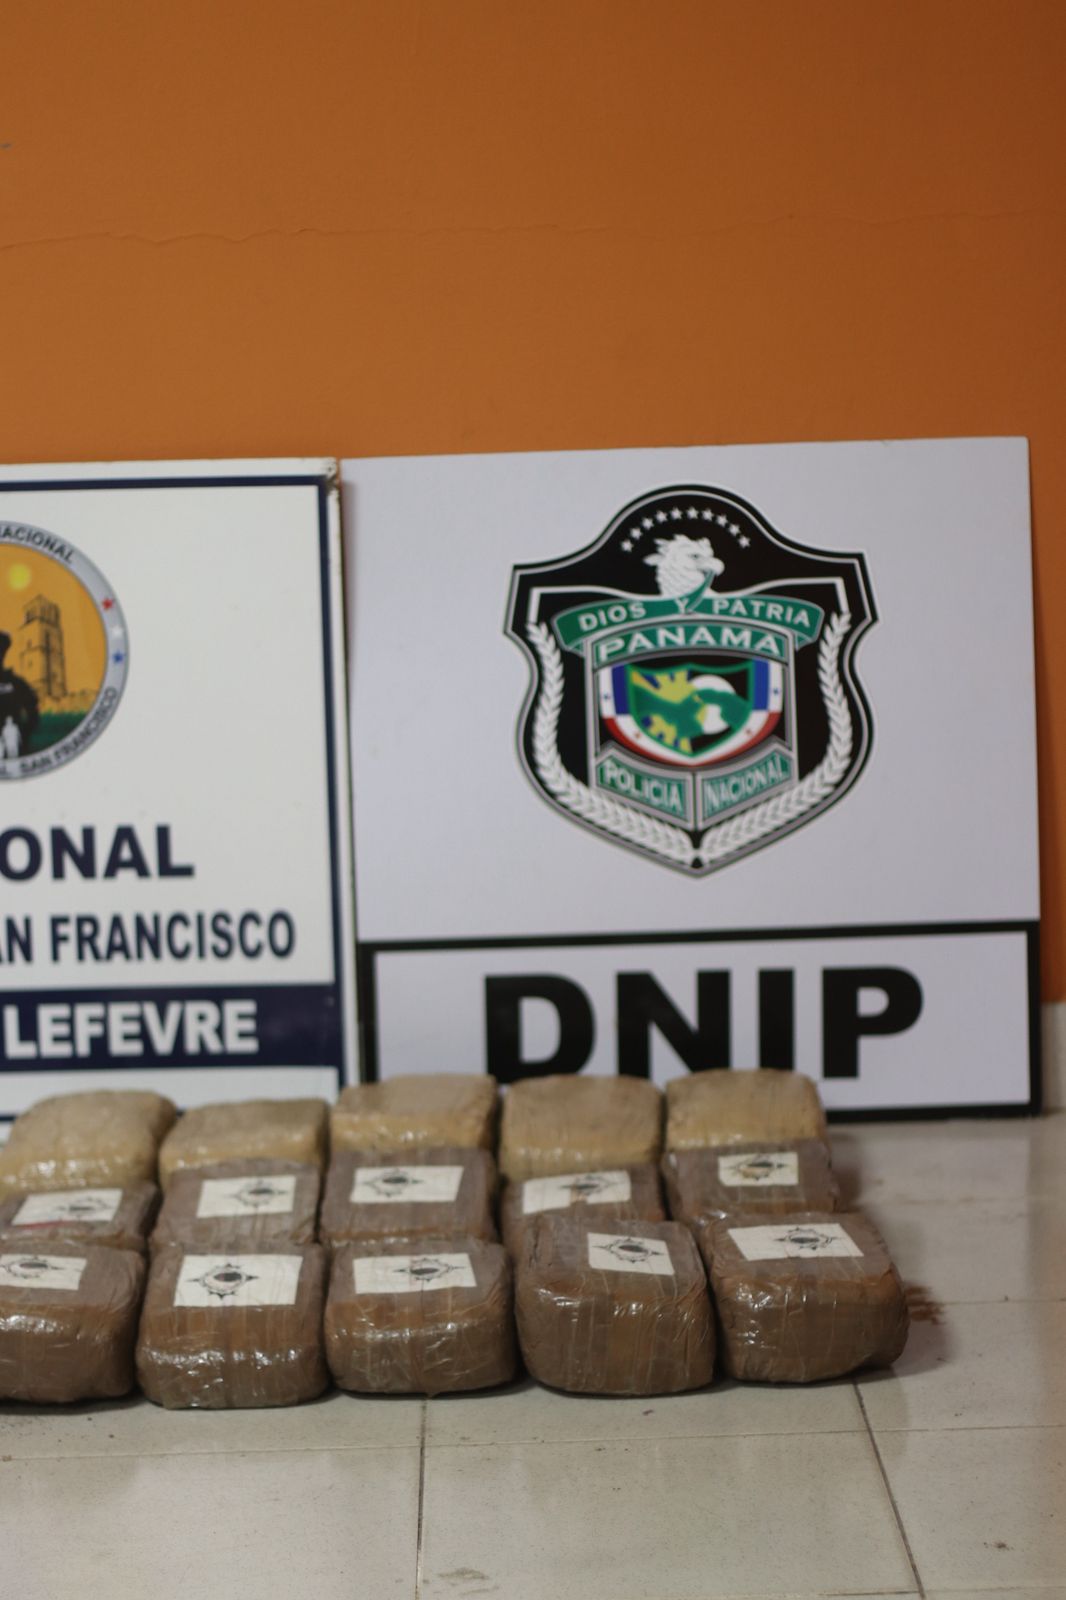 NACIONAL
SAN FRANCISCO
ONAL
AN FRANCISCO
LEFEVRE
DIOS Y PATRIA
PANAMA
POLICIA NACIONAL
DNIP